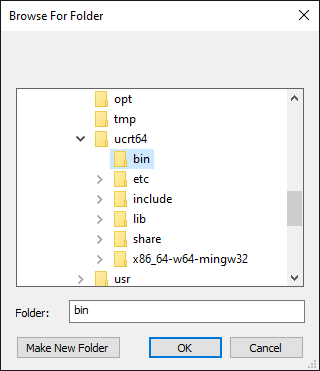 Browse For Folder
opt
tmp
ucrt64
bin
etc
include
lib
share
x86_64-w64-mingw32
usr
Folder: bin
Make New Folder OK Cancel